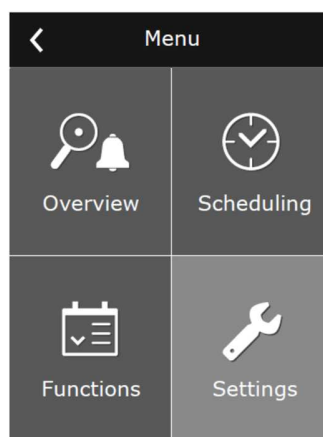 Menu
Overview
Scheduling
Functions
Settings